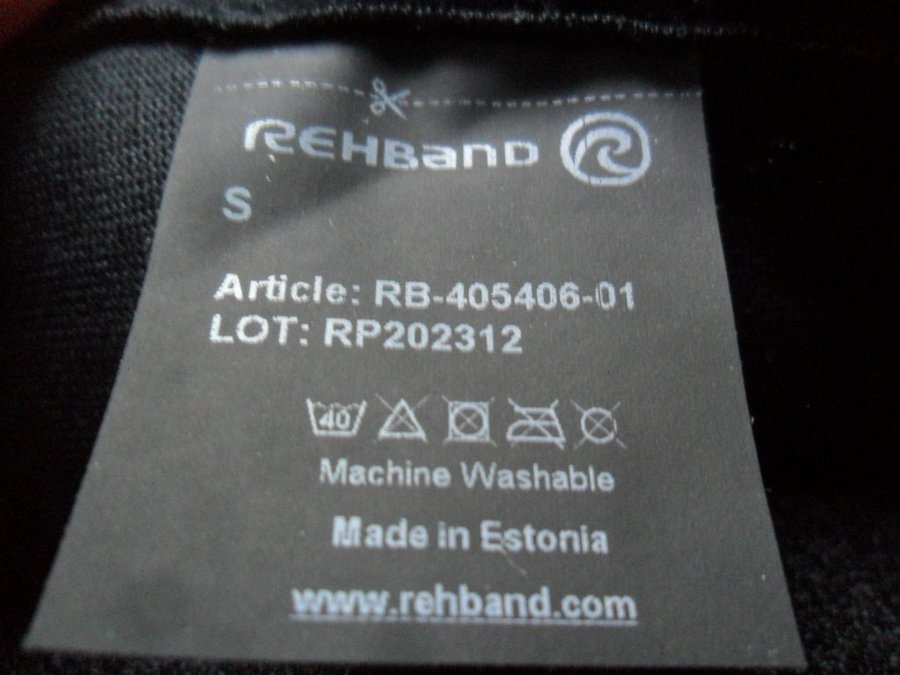 REHBAND
S
Article: RB-405406-01
LOT: RP202312
40
Machine Washable
Made in Estonia
www.rehband.com